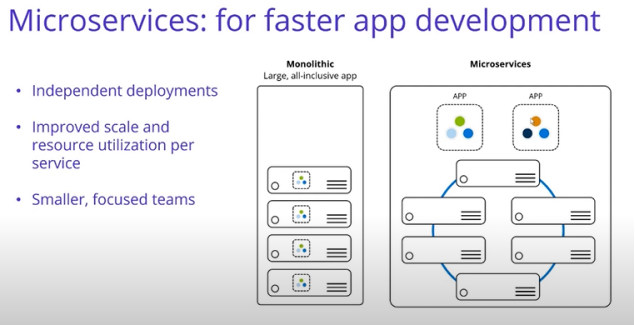 Microservices: for faster app development
• Independent deployments
• Improved scale and
resource utilization per
service
• Smaller, focused teams
Monolithic
Large, all-inclusive app
Microservices
APP
APP